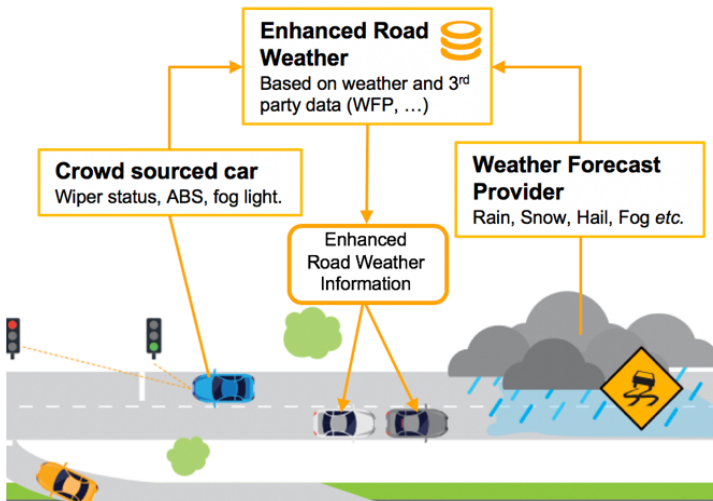 Enhanced Road
Weather
Based on weather and 3rd
party data (WFP, …)
Crowd sourced car
Wiper status, ABS, fog light.
Weather Forecast
Provider
Rain, Snow, Hail, Fog etc.
Enhanced
Road Weather
Information